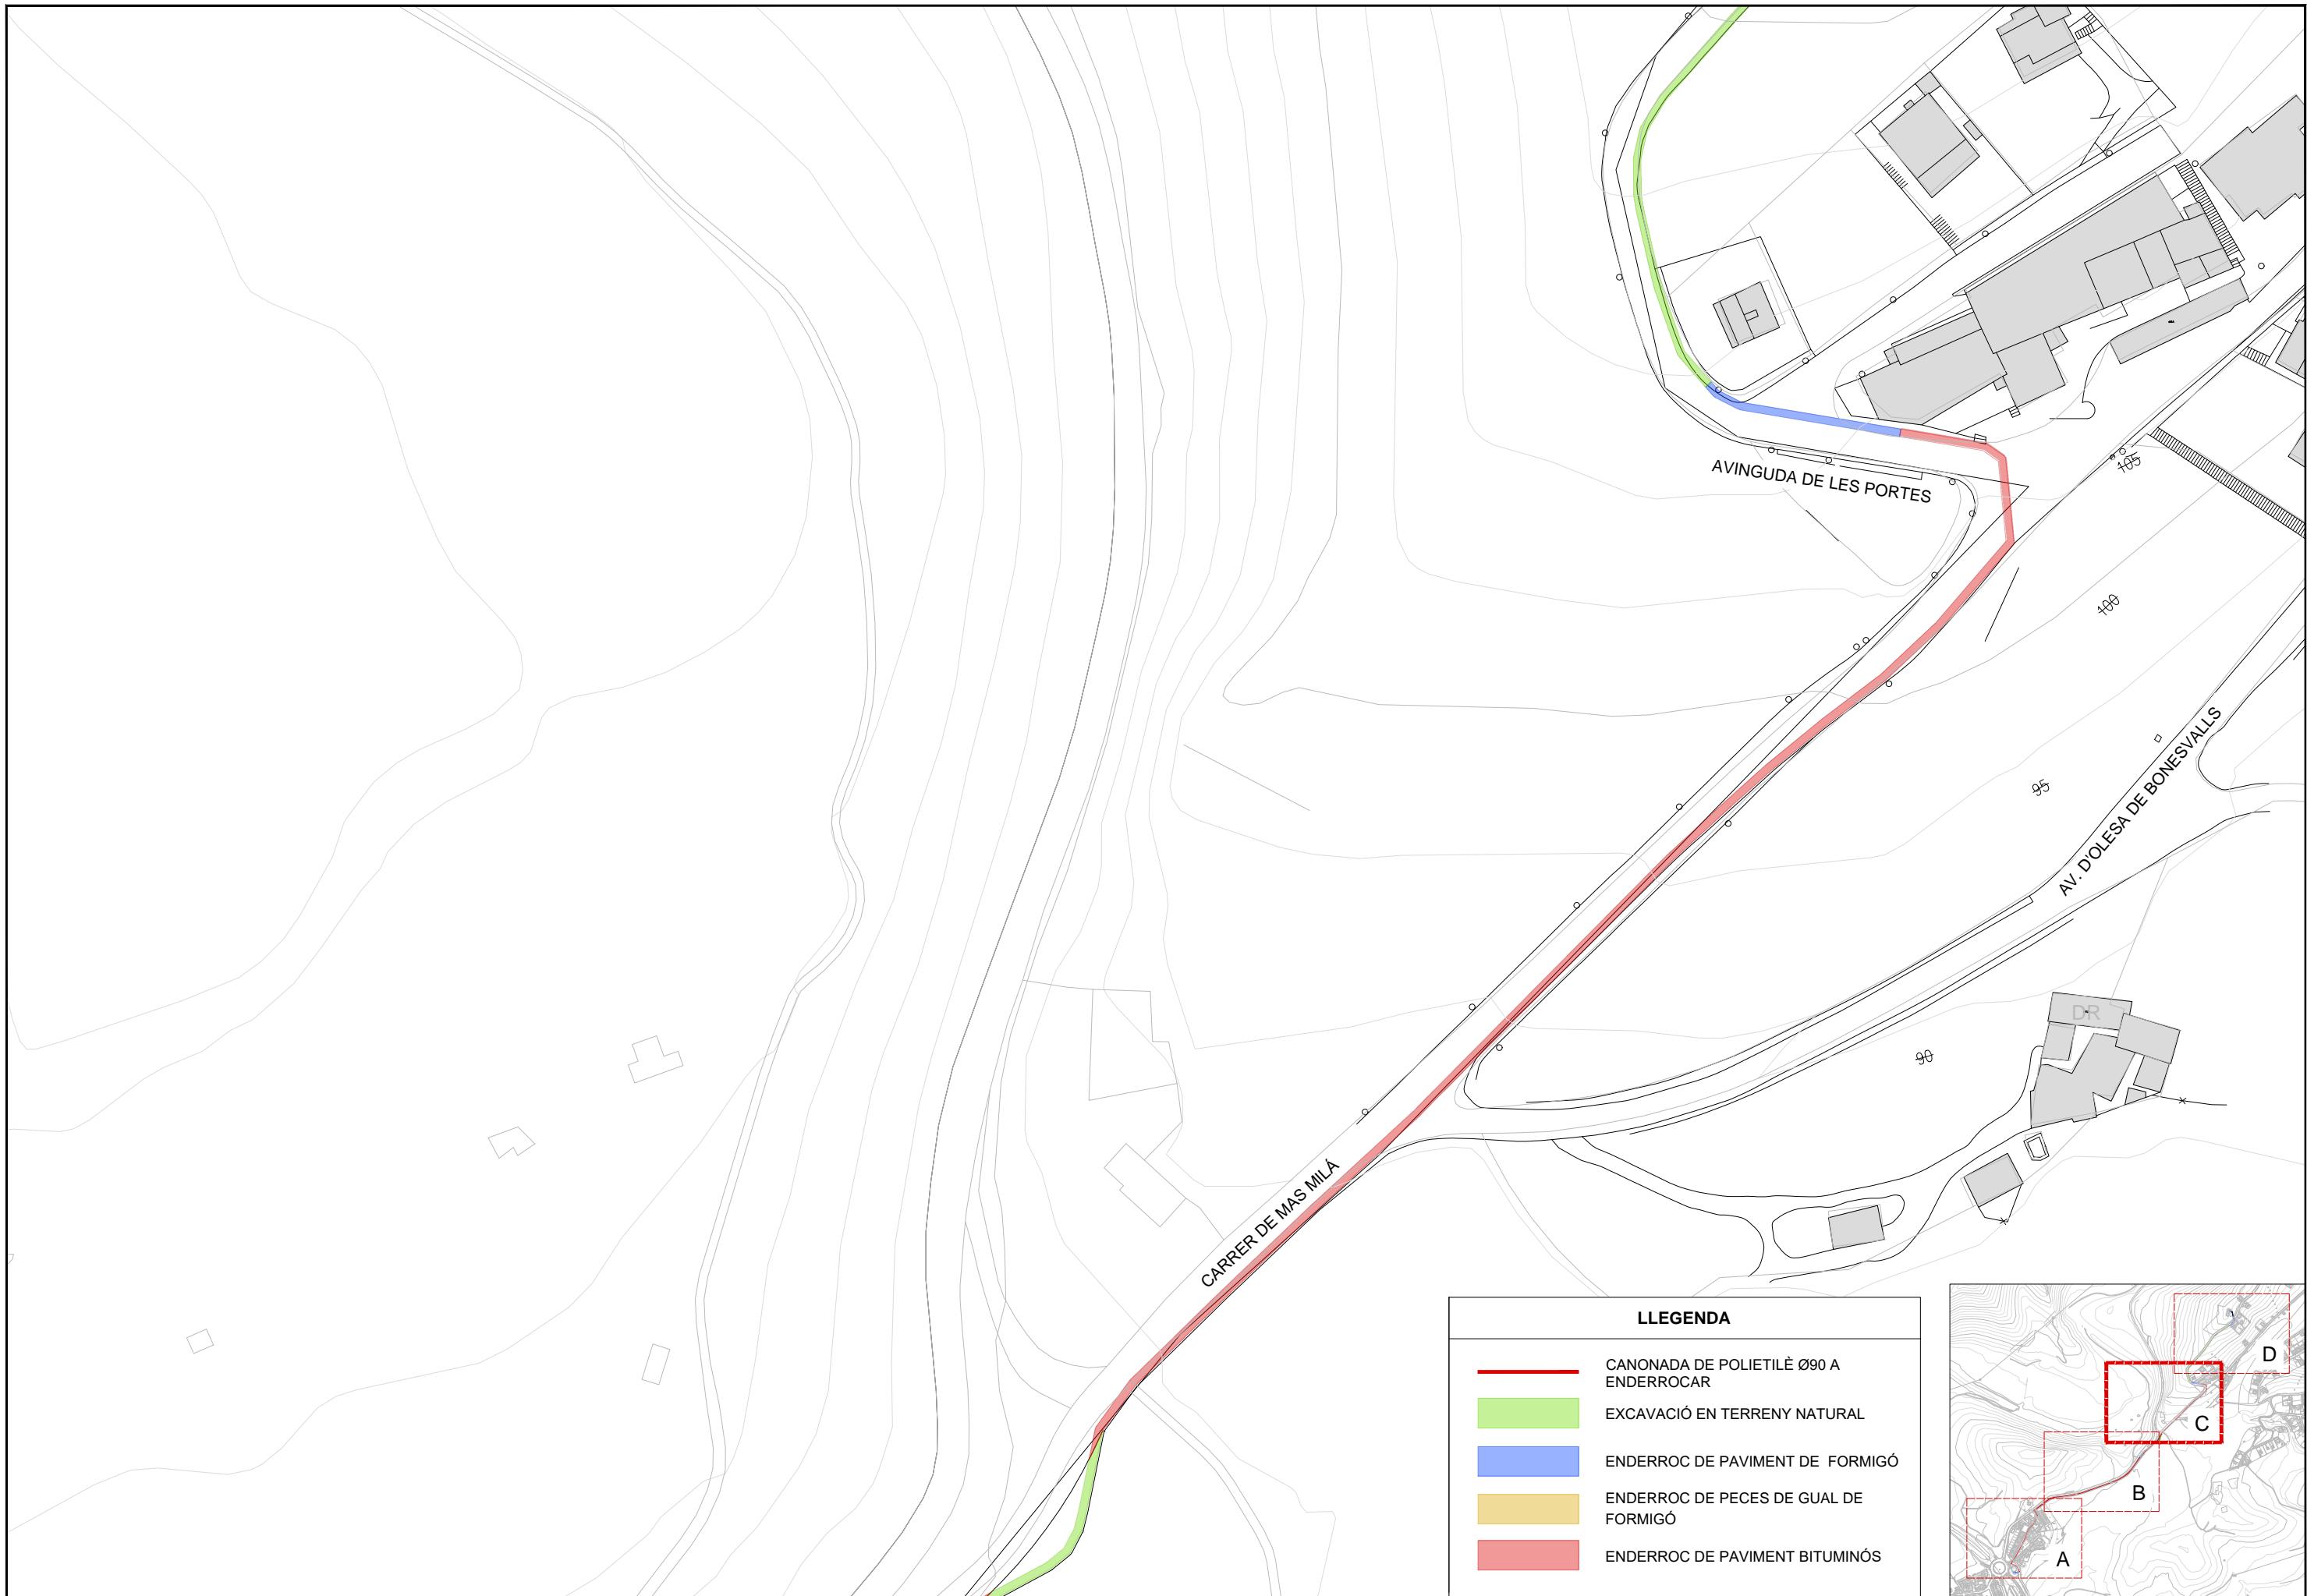 AVINGUDA DE LES PORTES
105
100
95
AV. D'OLESA DE BONESVALLS
DR
90
CARRER DE MAS MILÁ
LLEGENDA
CANONADA DE POLIETILÈ Ø90 A
ENDERROCAR
EXCAVACIÓ EN TERRENY NATURAL
ENDERROC DE PAVIMENT DE FORMIGÓ
ENDERROC DE PECES DE GUAL DE
FORMIGÓ
ENDERROC DE PAVIMENT BITUMINÓS
D
C
B
A